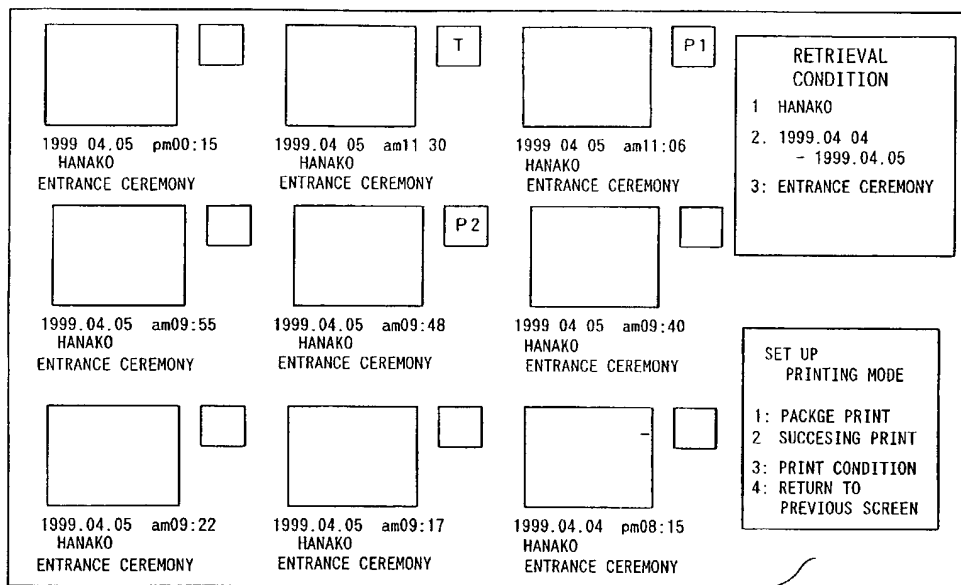 T
P1
1999 04.05 pm00:15
HANAKO
ENTRANCE CEREMONY
1999.04 05 am11 30
HANAKO
ENTRANCE CEREMONY
1999 04 05 am11:06
HANAKO
ENTRANCE CEREMONY
P2
1999.04.05 am09:55
HANAKO
ENTRANCE CEREMONY
1999.04.05 am09:48
HANAKO
ENTRANCE CEREMONY
1999 04 05 am09:40
HANAKO
ENTRANCE CEREMONY
1999.04.05 am09:22
HANAKO
ENTRANCE CEREMONY
1999.04.05 am09:17
HANAKO
ENTRANCE CEREMONY
1999.04.04 pm08:15
HANAKO
ENTRANCE CEREMONY
RETRIEVAL
CONDITION
1 HANAKO
2. 1999.04 04
- 1999.04.05
3: ENTRANCE CEREMONY
SET UP
PRINTING MODE
1: PACKGE PRINT
2 SUCCESING PRINT
3: PRINT CONDITION
4: RETURN TO
PREVIOUS SCREEN